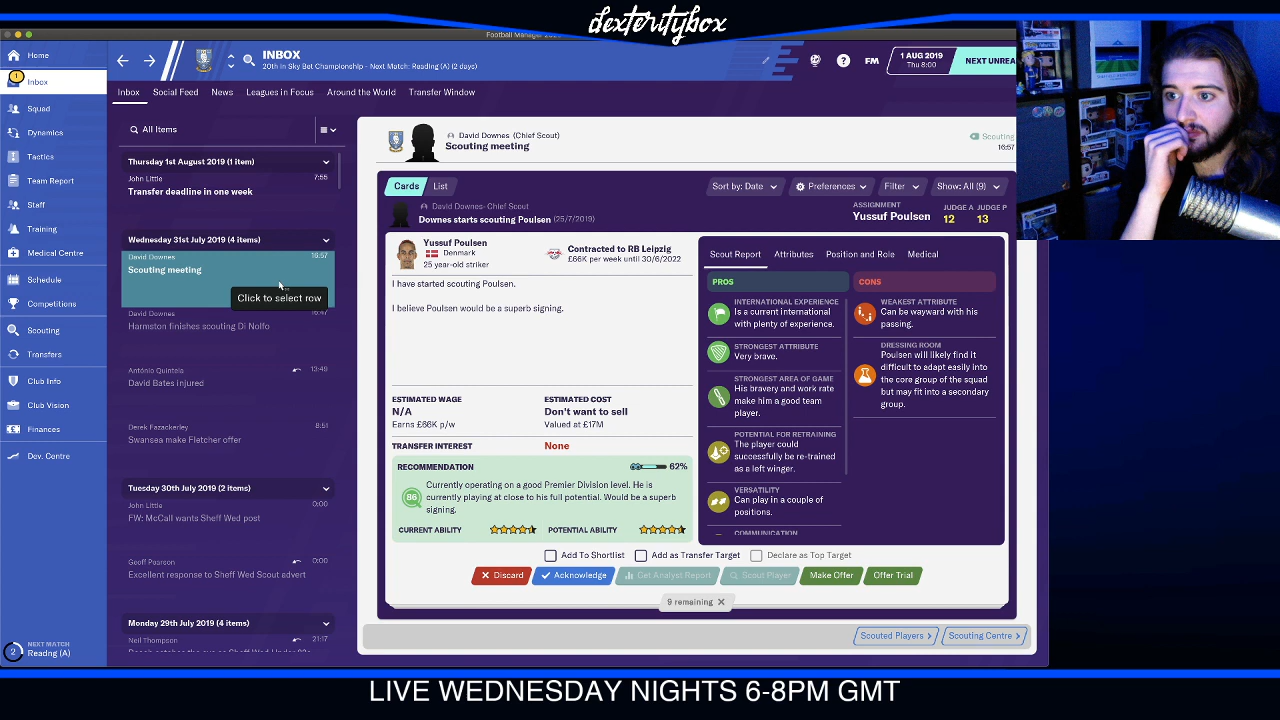 dexteritybox
Football Manager
Home
Inbox
1
Squad
Dynamics
Tactics
Team Report
Staff
Training
Medical Centre
Schedule
Competitions
Scouting
Transfers
Club Info
Club Vision
Finances
Dev. Centre
NEXT MATCH
2
Readng (A)
INBOX
20th in Sky Bet Championship - Next Match: Reading (A) (2 days)
FM
1 AUG 2019
Thu 8:00
NEXT UNREA
Inbox
Social Feed
News
Leagues in Focus
Around the World
Transfer Window
All Items
Thursday 1st August 2019 (1 item)
John Little
7:55
Transfer deadline in one week
Wednesday 31st July 2019 (4 items)
David Downes
16:57
Scouting meeting
Click to select row
David Downes
16:47
Harmston finishes scouting Di Nolfo
António Quintela
13:49
David Bates injured
Derek Fazackerley
8:51
Swansea make Fletcher offer
Tuesday 30th July 2019 (2 items)
John Little
0:00
FW: McCall wants Sheff Wed post
Geoff Pearson
0:00
Excellent response to Sheff Wed Scout advert
Monday 29th July 2019 (4 items)
Neil Thompson
21:17
David Downes (Chief Scout)
Scouting meeting
Scouting
16:57
Cards
List
Sort by: Date
Preferences
Filter
Show: All (9)
David Downes- Chief Scout
Downes starts scouting Poulsen (25/7/2019)
ASSIGNMENT
Yussuf Poulsen
JUDGE A
12
JUDGE P
13
Yussuf Poulsen
Denmark
25 year-old striker
Contracted to RB Leipzig
£66K per week until 30/6/2022
I have started scouting Poulsen.
I believe Poulsen would be a superb signing.
ESTIMATED WAGE
N/A
Earns £66K p/w
ESTIMATED COST
Don't want to sell
Valued at £17M
TRANSFER INTEREST
None
RECOMMENDATION
62%
86
Currently operating on a good Premier Division level. He is
currently playing at close to his full potential. Would be a superb
signing.
CURRENT ABILITY
POTENTIAL ABILITY
Scout Report
Attributes
Position and Role
Medical
PROS
INTERNATIONAL EXPERIENCE
Is a current international
with plenty of experience.
STRONGEST ATTRIBUTE
Very brave.
STRONGEST AREA OF GAME
His bravery and work rate
make him a good team
player.
POTENTIAL FOR RETRAINING
The player could
successfully be re-trained
as a left winger.
VERSATILITY
Can play in a couple of
positions.
COMMUNICATION
CONS
WEAKEST ATTRIBUTE
Can be wayward with his
passing.
DRESSING ROOM
Poulsen will likely find it
difficult to adapt easily into
the core group of the squad
but may fit into a secondary
group.
Add To Shortlist
Add as Transfer Target
Declare as Top Target
Discard
Acknowledge
Get Analyst Report
Scout Player
Make Offer
Offer Trial
9 remaining
Scouted Players
Scouting Centre
LIVE WEDNESDAY NIGHTS 6-8PM GMT